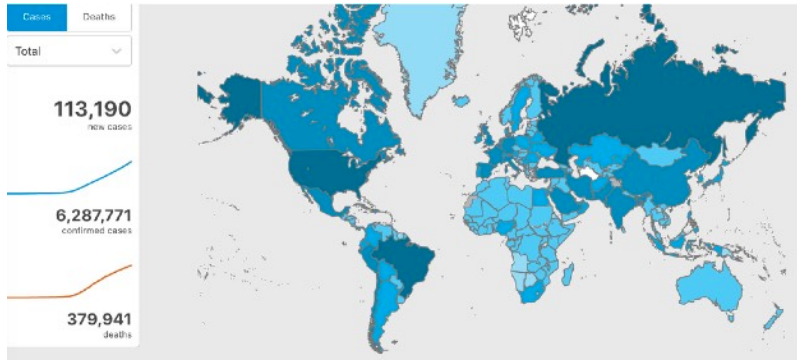 Cases Deaths
Total
113,190
new cases
6,287,771
confirmed cases
379,941
deaths